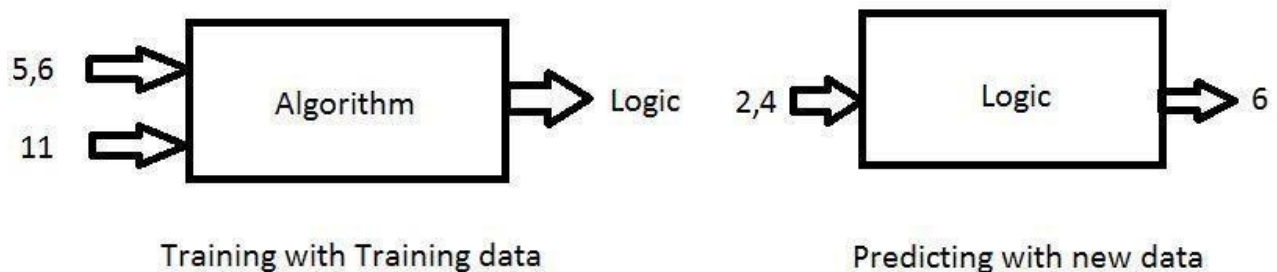 5,6
11
Algorithm
Logic
Training with Training data
2,4
Logic
6
Predicting with new data